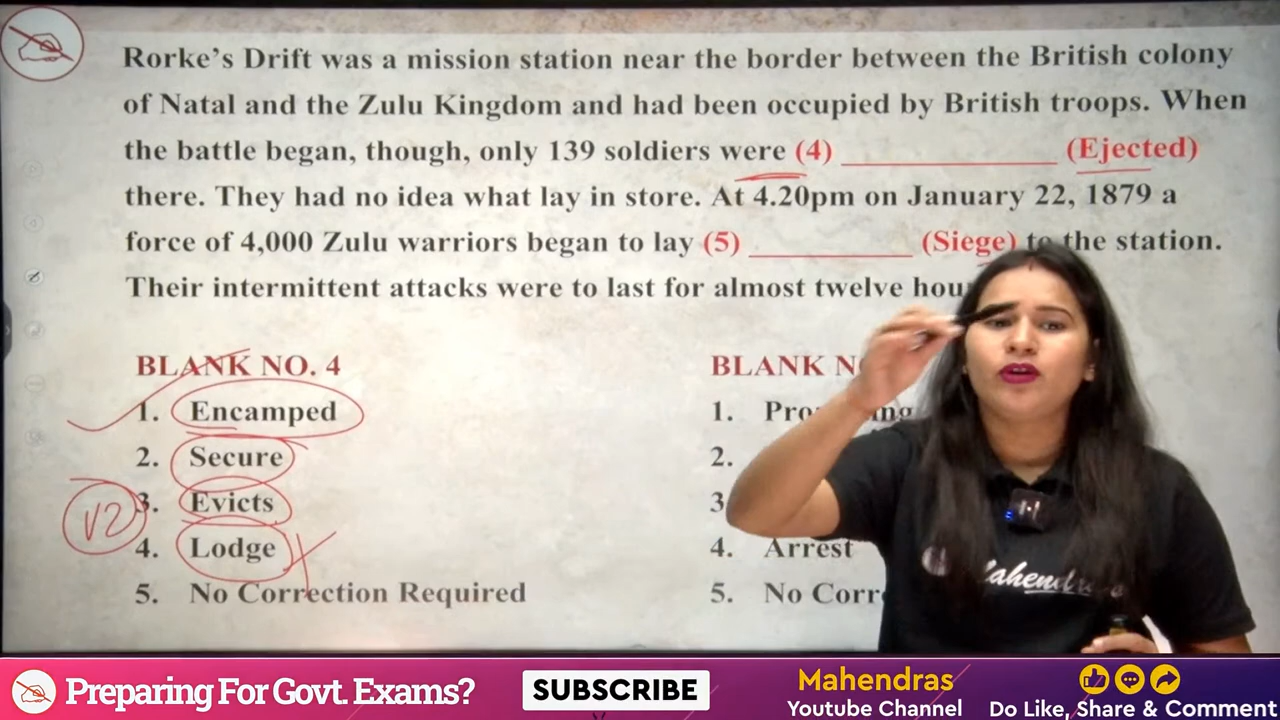 Rorke's Drift was a mission station near the border between the British colony
of Natal and the Zulu Kingdom and had been occupied by British troops. When
the battle began, though, only 139 soldiers were (4) ______________ (Ejected)
there. They had no idea what lay in store. At 4.20pm on January 22, 1879 a
force of 4,000 Zulu warriors began to lay (5) ___________ (Siege) to the station.
Their intermittent attacks were to last for almost twelve
BLANK NO. 4
1. Encamped
2. Secure
3. Evicts
4. Lodge
5. No Correction Required
V2
BLANK
1.
2.
3
4. Arrest
5. No
Preparing For Govt. Exams?
SUBSCRIBE
Mahendras
Youtube Channel
Do Like, Share & Comment